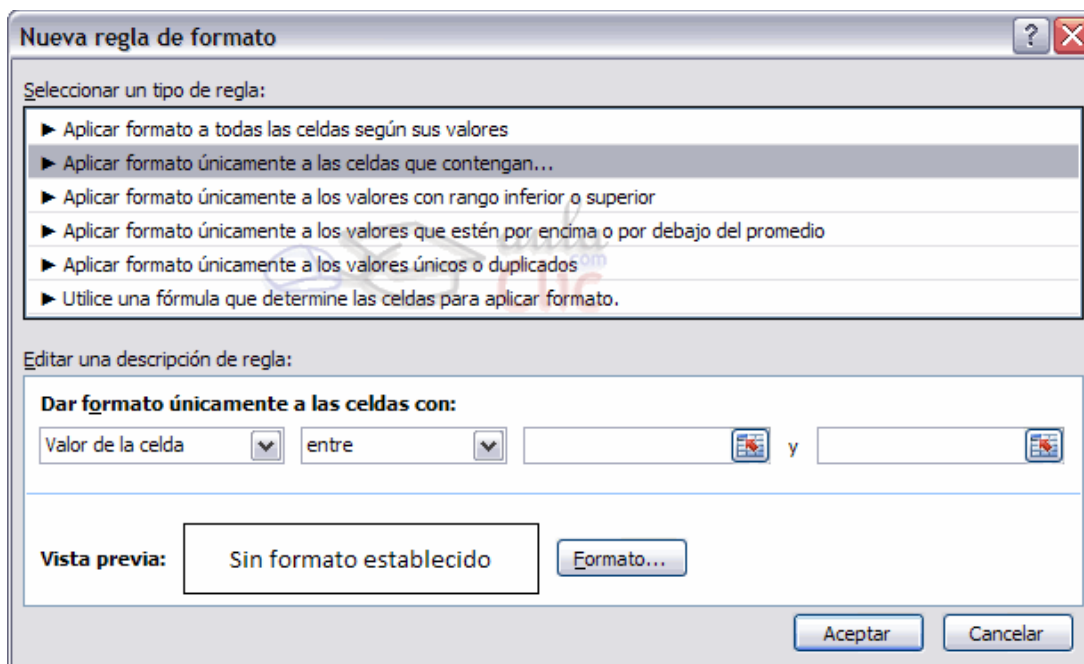 Nueva regla de formato
Seleccionar un tipo de regla:
► Aplicar formato a todas las celdas según sus valores
► Aplicar formato únicamente a las celdas que contengan...
► Aplicar formato únicamente a los valores con rango inferior o superior
► Aplicar formato únicamente a los valores que estén por encima o por debajo del promedio
► Aplicar formato únicamente a los valores únicos o duplicados
► Utilice una fórmula que determine las celdas para aplicar formato.
aula
.com
Clic
Editar una descripción de regla:
Dar formato únicamente a las celdas con:
Valor de la celda entre y
Vista previa: Sin formato establecido Formato...
Aceptar Cancelar